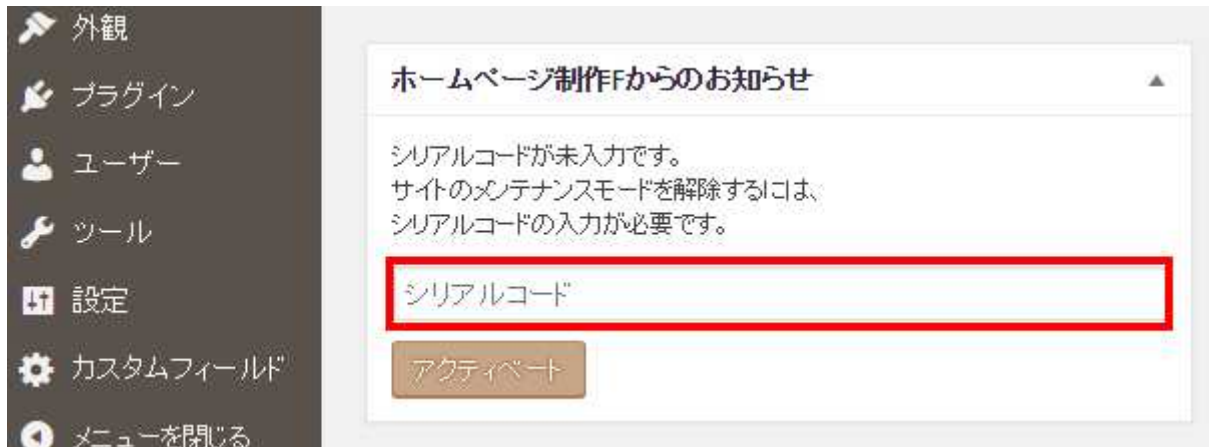 外観
プラグイン
ユーザー
ツール
設定
カスタムフィールド
メニューを閉じる
ホームページ制作FFからのお知らせ
シリアルコードが未入力です。
サイトのメンテナンスモードを解除するには、
シリアルコードの入力が必要です。
シリアルコード
アクティベート